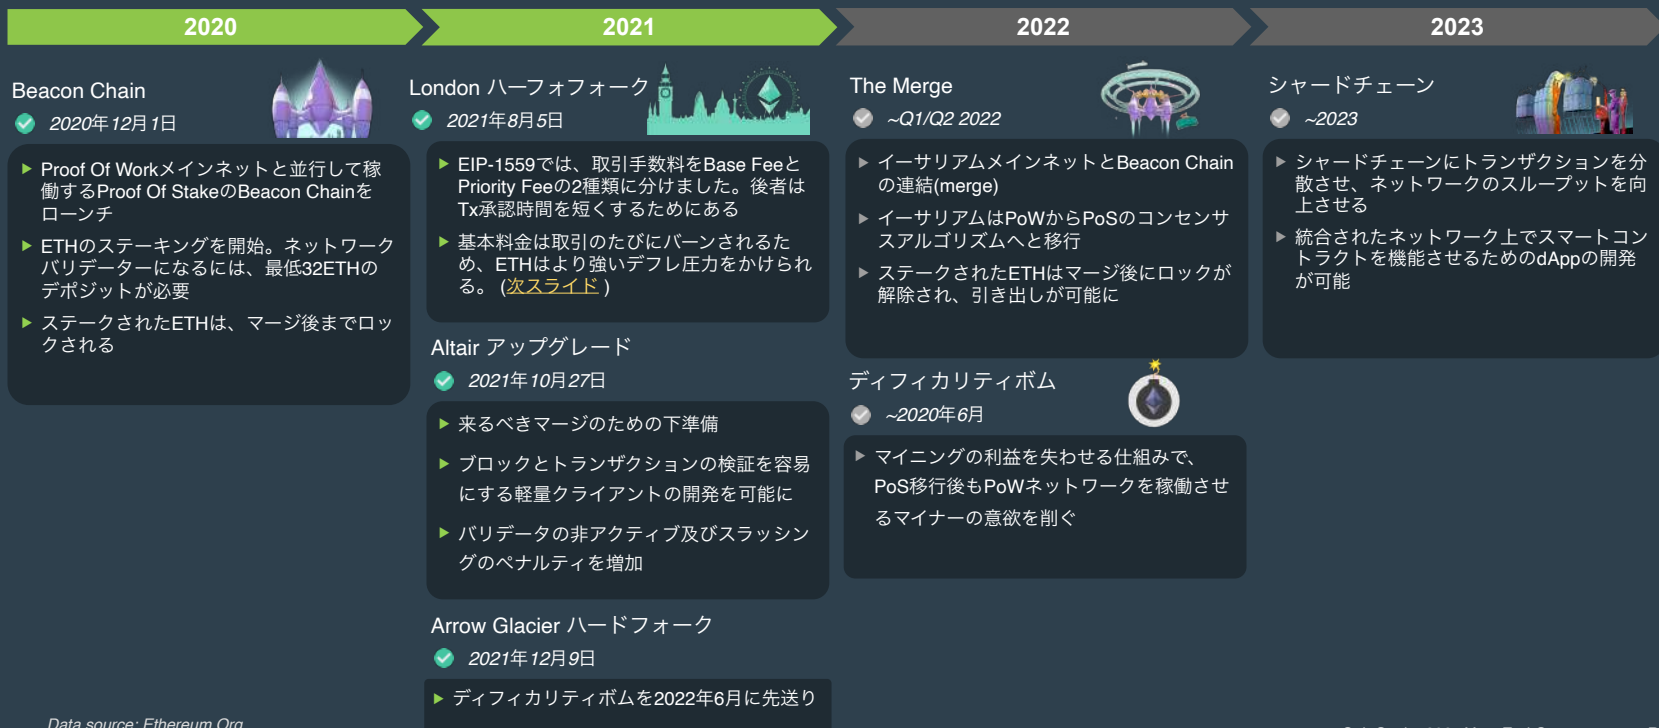 2020
2021
2022
2023
Beacon Chain
2020年12月1日
Proof Of Workメインネットと並行して稼
働するProof Of StakeのBeacon Chainを
ローンチ
ETHのステーキングを開始。ネットワーク
バリデーターになるには、最低32ETHの
デポジットが必要
ステークされたETHは、マージ後までロッ
クされる
London ハーフォフォーク
2021年8月5日
EIP-1559では、取引手数料をBase Feeと
Priority Feeの2種類に分けました。後者は
Tx承認時間を短くするためにある
基本料金は取引のたびにバーンされるた
め、ETHはより強いデフレ圧力をかけられ
る。 (次スライド )
Altair アップグレード
2021年10月27日
来るべきマージのための下準備
ブロックとトランザクションの検証を容易
にする軽量クライアントの開発を可能に
バリデータの非アクティブ及びスラッシン
グのペナルティを増加
Arrow Glacier ハードフォーク
2021年12月9日
ディフィカリティボムを2022年6月に先送り
The Merge
~Q1/Q2 2022
イーサリアムメインネットとBeacon Chain
の連結(merge)
イーサリアムはPoWからPoSのコンセンサ
スアルゴリズムへと移行
ステークされたETHはマージ後にロックが
解除され、引き出しが可能に
ディフィカリティボム
~2020年6月
マイニングの利益を失わせる仕組みで、
PoS移行後もPoWネットワークを稼働させ
るマイナーの意欲を削ぐ
シャードチェーン
~2023
シャードチェーンにトランザクションを分
散させ、ネットワークのスループットを向
上させる
統合されたネットワーク上でスマートコン
トラクトを機能させるためのdApp​の開発
が可能
Data source: Ethereum Org